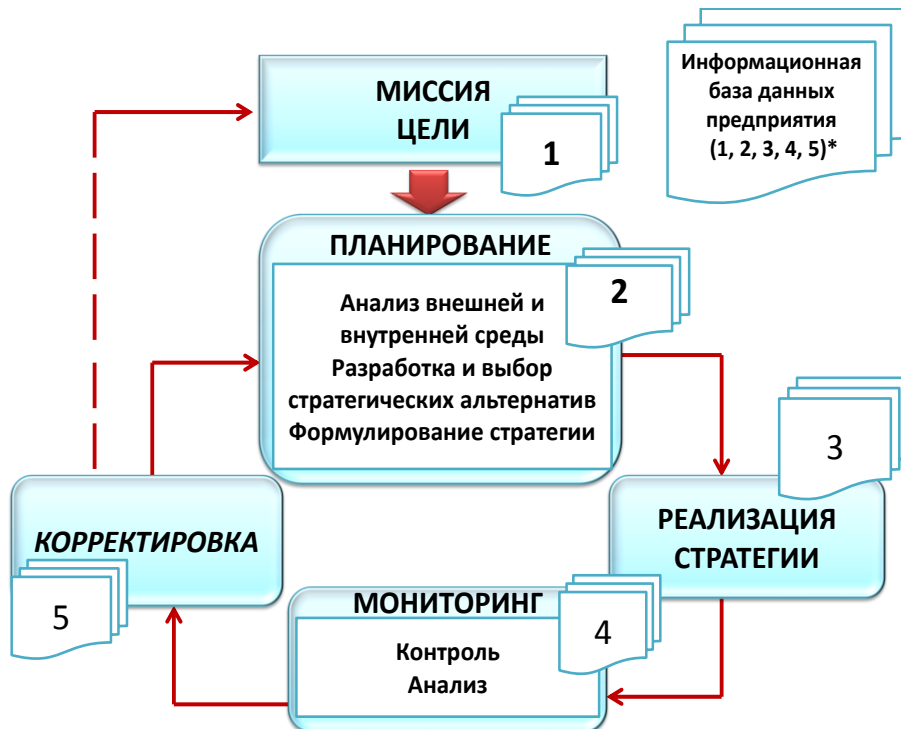 МИССИЯ
ЦЕЛИ
1
Информационная
база данных
предприятия
(1, 2, 3, 4, 5)*
ПЛАНИРОВАНИЕ
2
Анализ внешней и
внутренней среды
Разработка и выбор
стратегических альтернатив
Формулирование стратегии
3
РЕАЛИЗАЦИЯ
СТРАТЕГИИ
МОНИТОРИНГ
4
Контроль
Анализ
КОРРЕКТИРОВКА
5